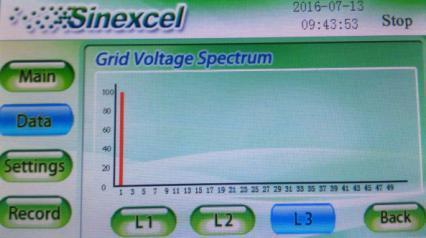 Sinexcel
2016-07-13
09:43:53
Stop
Main
Data
Settings
Record
Grid Voltage Spectrum
100
80
60
40
20
0
1 3 5 7 9 11 13 15 17 19 21 23 25 27 29 31 33 35 37 39 41 43 45 47 49
L1
L2
L3
Back